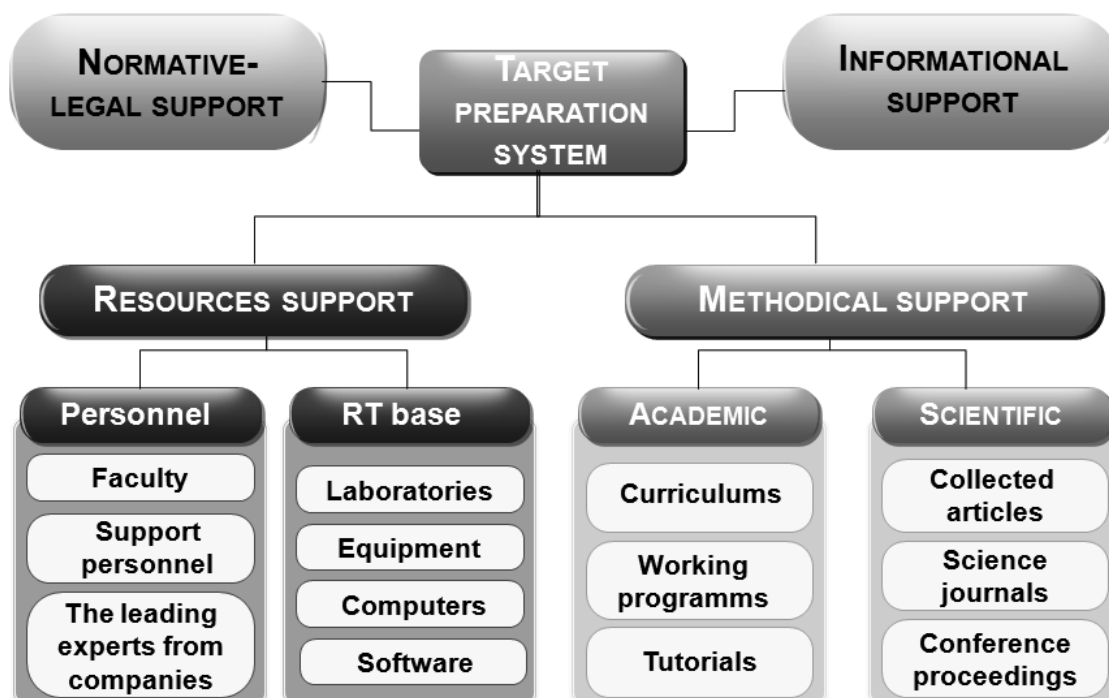 NORMATIVE-
LEGAL SUPPORT
TARGET
PREPARATION
SYSTEM
INFORMATIONAL
SUPPORT
RESOURCES SUPPORT
METHODICAL SUPPORT
Personnel
Faculty
Support
personnel
The leading
experts from
companies
RT base
Laboratories
Equipment
Computers
Software
ACADEMIC
Curriculums
Working
programms
Tutorials
SCIENTIFIC
Collected
articles
Science
journals
Conference
proceedings